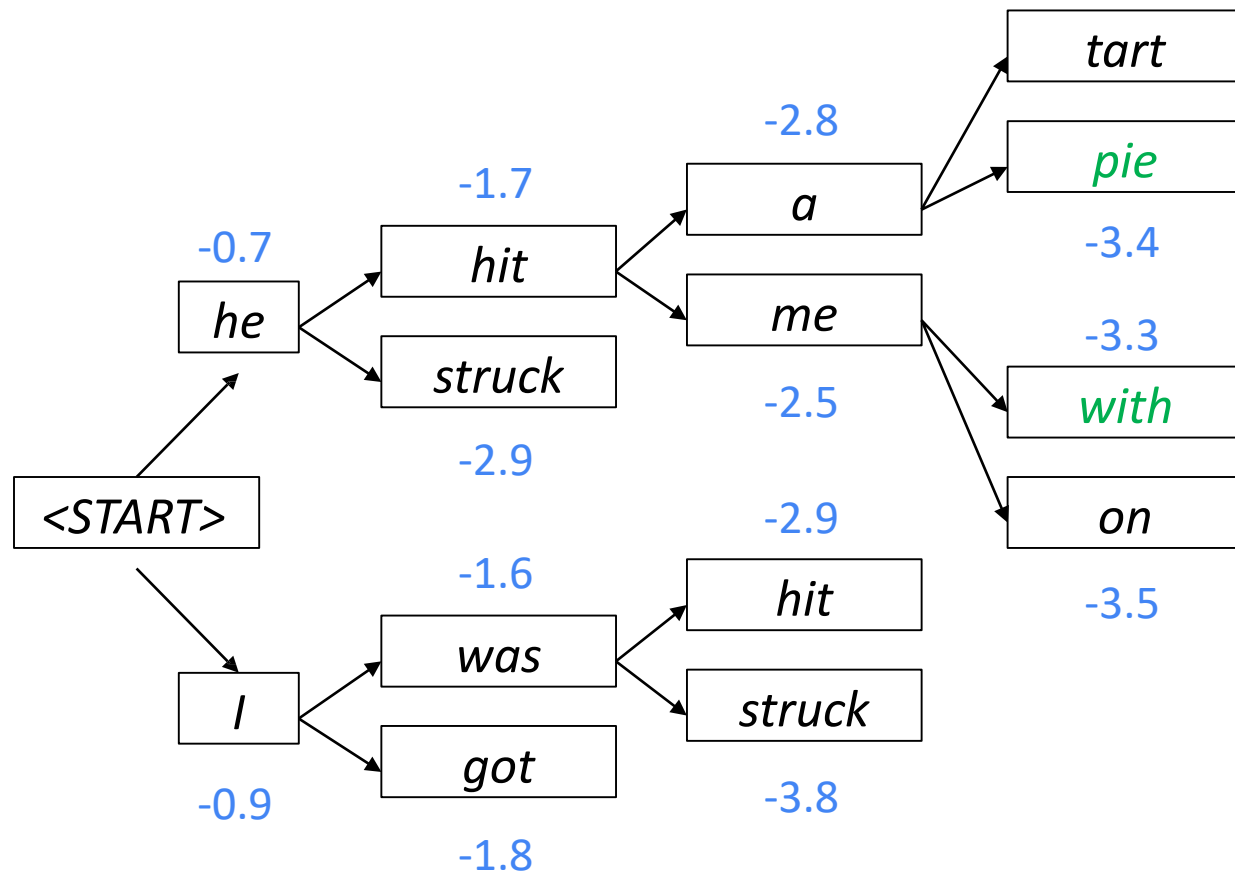 tart
-2.8
pie
-1.7
a
-0.7
hit
-3.4
he
me
-3.3
struck
-2.5
with
-2.9
<START>
-2.9
on
-1.6
hit
-3.5
was
I
struck
-0.9
got
-3.8
-1.8